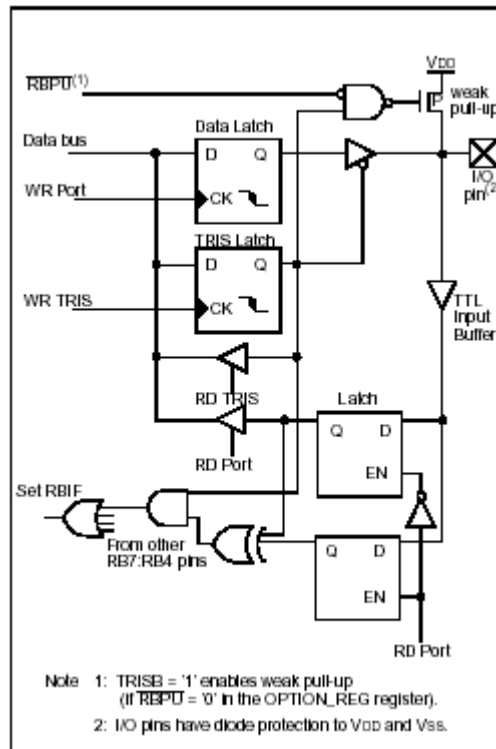 VDD
RBPU(1)
weak
pull-up
P
Data bus
Data Latch
D Q
WR Port
CK
I/O
pin(2
TRIS Latch
D Q
WR TRIS
CK
TTL
Input
Buffer
RD TRIS
Latch
Q D
RD Port
EN
Set RBIF
From other
RB7:RB4 pins
Q D
EN
RD Port
Note 1: TRISB = '1' enables weak pull-up
(if RBPU = '0' in the OPTION_REG register).
2: I/O pins have diode protection to VDD and VSS.